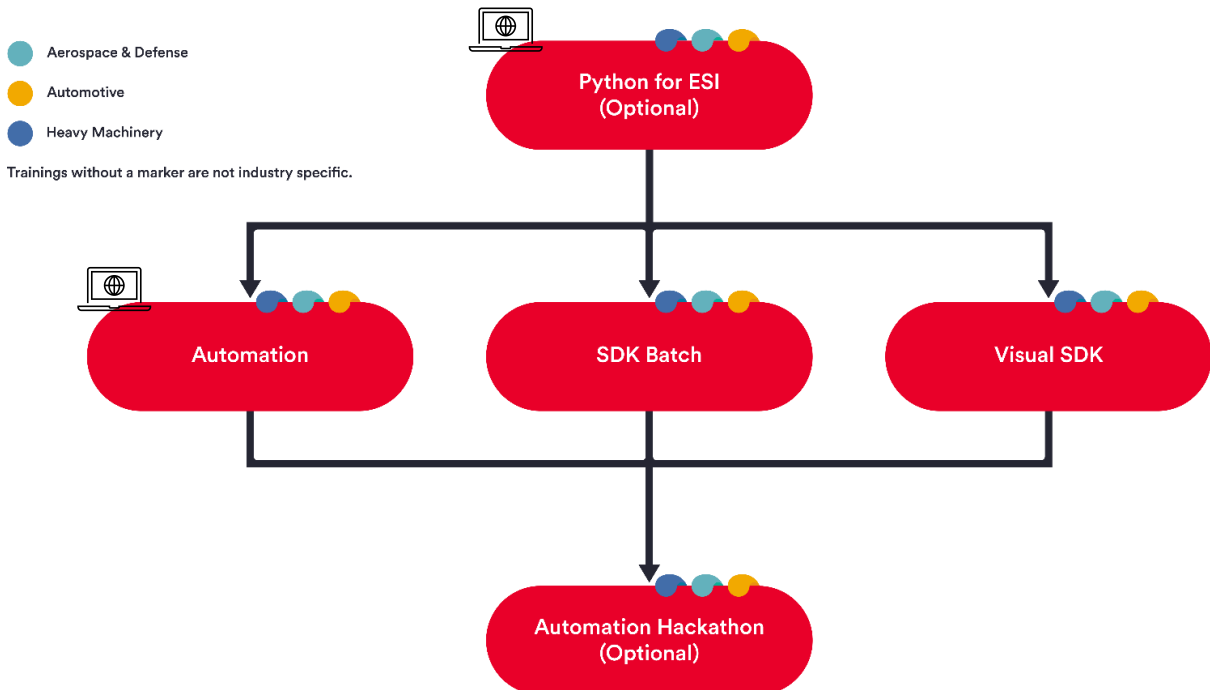 Aerospace & Defense
Automotive
Heavy Machinery
Trainings without a marker are not industry specific.
Python for ESI
(Optional)
Automation
SDK Batch
Visual SDK
Automation Hackathon
(Optional)